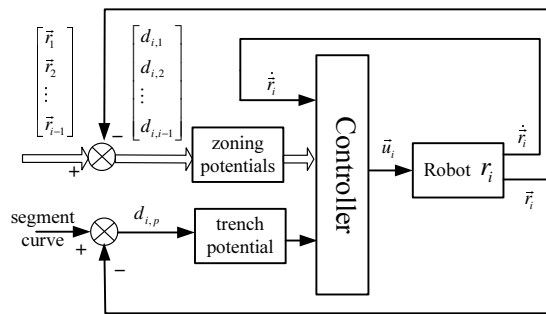 r⃗₁
r⃗₂
⋮
r⃗ᵢ₋₁
dᵢ,₁
dᵢ,₂
⋮
dᵢ,ᵢ₋₁
−
+
zoning
potentials
ṙ⃗ᵢ
Controller
u⃗ᵢ
Robot rᵢ
ṙ⃗ᵢ
r⃗ᵢ
segment
curve
+
−
dᵢ,ₚ
trench
potential